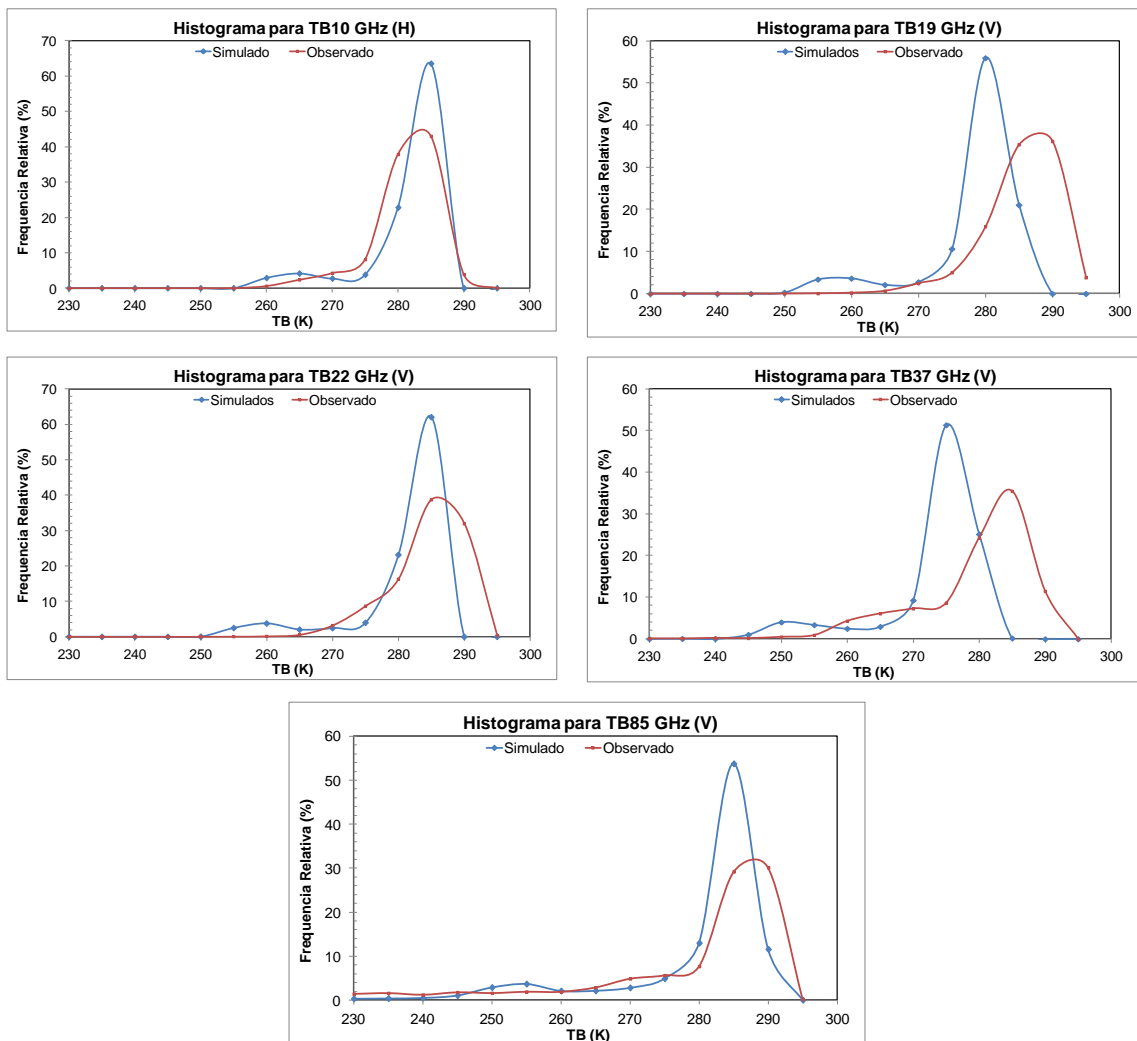 Histograma para TB10 GHz (H)
Simulado Observado
Frequencia Relativa (%)
70
60
50
40
30
20
10
0
230 240 250 260 270 280 290 300
TB (K)
Histograma para TB19 GHz (V)
Simulados Observado
Frequencia Relativa (%)
60
50
40
30
20
10
0
230 240 250 260 270 280 290 300
TB (K)
Histograma para TB22 GHz (V)
Simulados Observado
Frequencia Relativa (%)
70
60
50
40
30
20
10
0
230 240 250 260 270 280 290 300
TB (K)
Histograma para TB37 GHz (V)
Simulados Observado
Frequencia Relativa (%)
60
50
40
30
20
10
0
230 240 250 260 270 280 290 300
TB (K)
Histograma para TB85 GHz (V)
Simulado Observado
Frequencia Relativa (%)
60
50
40
30
20
10
0
230 240 250 260 270 280 290 300
TB (K)